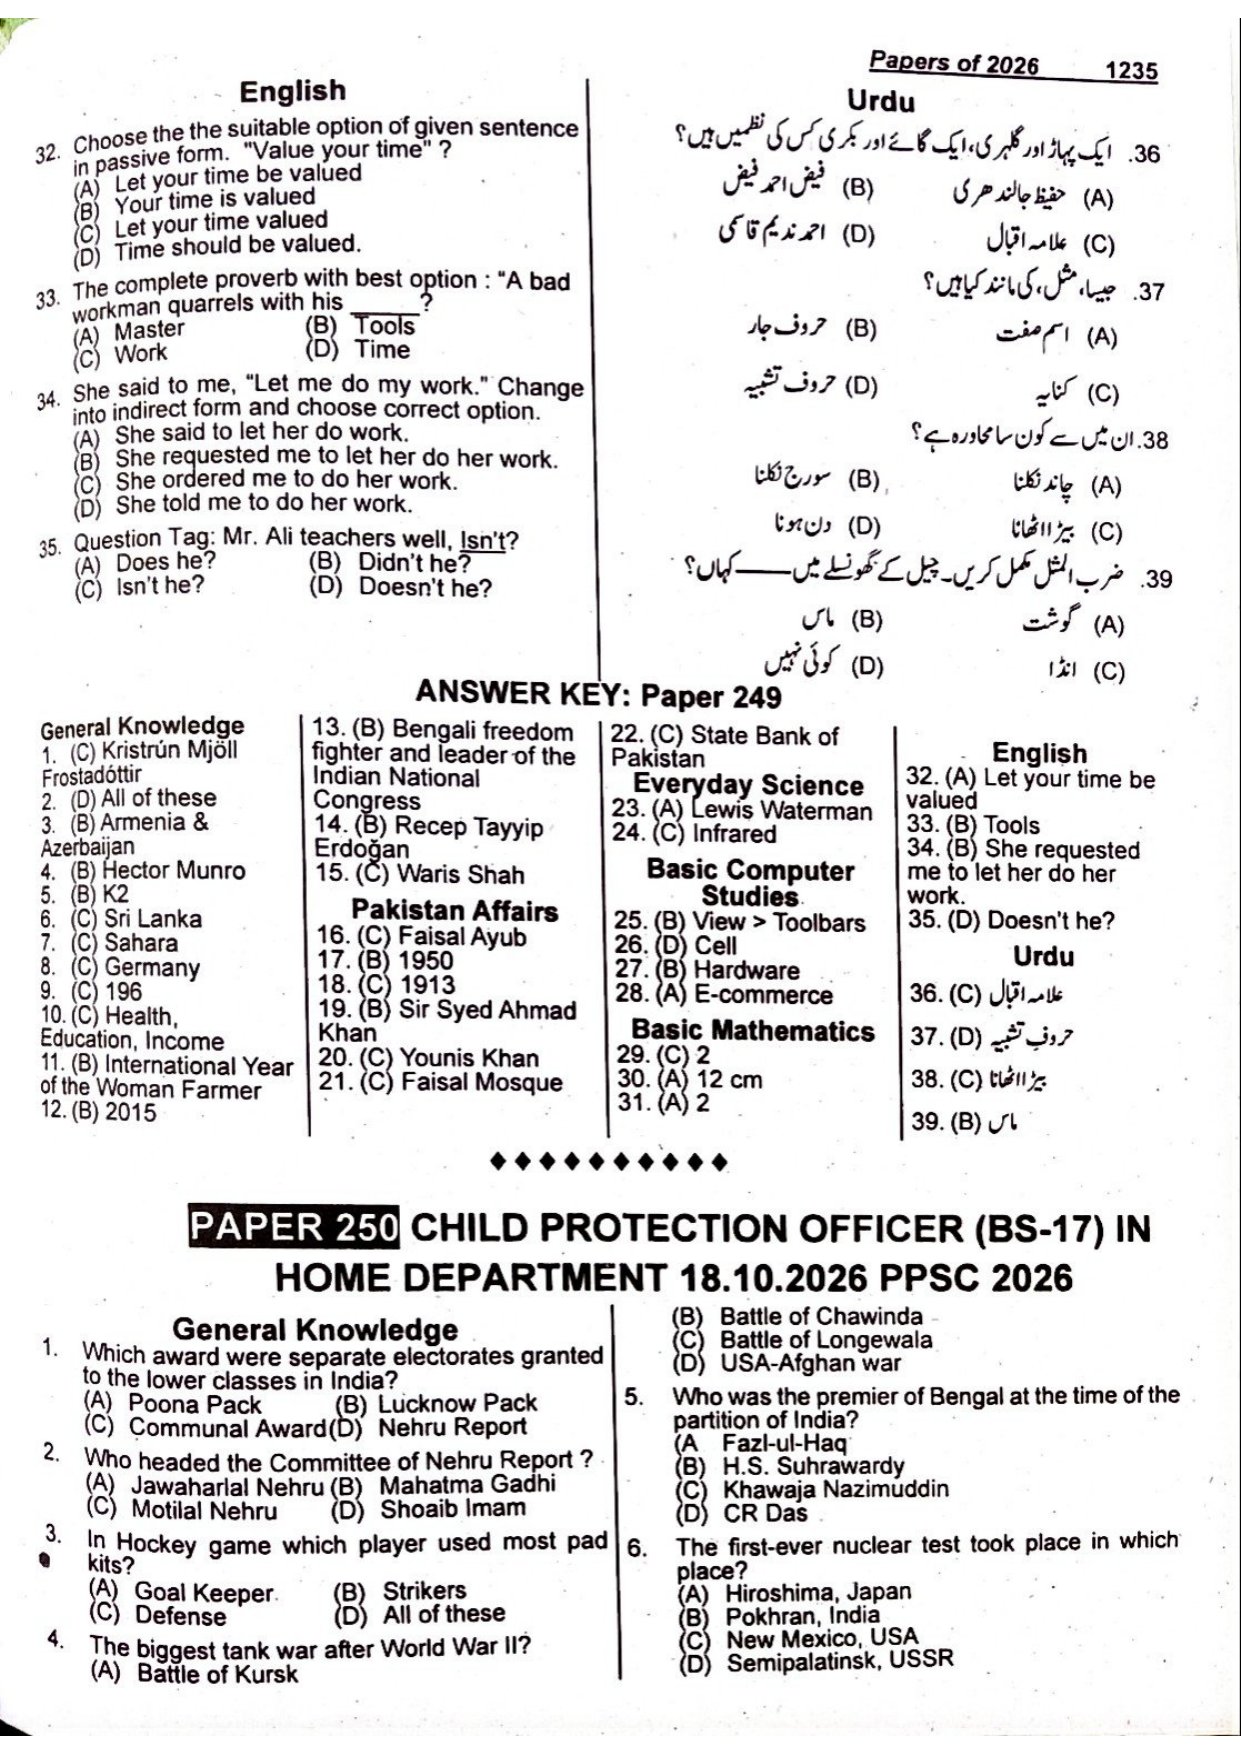 Papers of 2026 1235
English
32. Choose the the suitable option of given sentence
in passive form. "Value your time" ?
(A) Let your time be valued
(B) Your time is valued
(C) Let your time valued
(D) Time should be valued.
33. The complete proverb with best option : "A bad
workman quarrels with his _____?
(A) Master (B) Tools
(C) Work (D) Time
34. She said to me, "Let me do my work." Change
into indirect form and choose correct option.
(A) She said to let her do work.
(B) She requested me to let her do her work.
(C) She ordered me to do her work.
(D) She told me to do her work.
35. Question Tag: Mr. Ali teachers well, Isn't?
(A) Does he? (B) Didn't he?
(C) Isn't he? (D) Doesn't he?
Urdu
36. ایک پہاڑ اور گلہری، ایک گائے اور بکری کس کی نظمیں ہیں؟
(A) حفیظ جالندھری (B) فیض احمد فیض
(C) علامہ اقبال (D) احمد ندیم قاسمی
37. جیسا، مثل، کی مانند کیا ہیں؟
(A) اسم صفت (B) حروف جار
(C) کنایہ (D) حروف تشبیہ
38. ان میں سے کون سا محاورہ ہے؟
(A) چاند نکلنا (B) سورج نکلنا
(C) بیڑا اٹھانا (D) دن ہونا
39. ضرب المثل مکمل کریں۔ چیل کے گھونسلے میں ——— کہاں؟
(A) گوشت (B) ماس
(C) انڈا (D) کوئی نہیں
ANSWER KEY: Paper 249
General Knowledge
1. (C) Kristrún Mjöll
Frostadóttir
2. (D) All of these
3. (B) Armenia &
Azerbaijan
4. (B) Hector Munro
5. (B) K2
6. (C) Sri Lanka
7. (C) Sahara
8. (C) Germany
9. (C) 196
10. (C) Health,
Education, Income
11. (B) International Year
of the Woman Farmer
12. (B) 2015
13. (B) Bengali freedom
fighter and leader of the
Indian National
Congress
14. (B) Recep Tayyip
Erdoğan
15. (C) Waris Shah
Pakistan Affairs
16. (C) Faisal Ayub
17. (B) 1950
18. (C) 1913
19. (B) Sir Syed Ahmad
Khan
20. (C) Younis Khan
21. (C) Faisal Mosque
22. (C) State Bank of
Pakistan
Everyday Science
23. (A) Lewis Waterman
24. (C) Infrared
Basic Computer
Studies
25. (B) View > Toolbars
26. (D) Cell
27. (B) Hardware
28. (A) E-commerce
Basic Mathematics
29. (C) 2
30. (A) 12 cm
31. (A) 2
English
32. (A) Let your time be
valued
33. (B) Tools
34. (B) She requested
me to let her do her
work.
35. (D) Doesn't he?
Urdu
36. (C) علامہ اقبال
37. (D) حروف تشبیہ
38. (C) بیڑا اٹھانا
39. (B) ماس
PAPER 250 CHILD PROTECTION OFFICER (BS-17) IN
HOME DEPARTMENT 18.10.2026 PPSC 2026
General Knowledge
1. Which award were separate electorates granted
to the lower classes in India?
(A) Poona Pack (B) Lucknow Pack
(C) Communal Award (D) Nehru Report
2. Who headed the Committee of Nehru Report ?
(A) Jawaharlal Nehru (B) Mahatma Gadhi
(C) Motilal Nehru (D) Shoaib Imam
3. In Hockey game which player used most pad
kits?
(A) Goal Keeper (B) Strikers
(C) Defense (D) All of these
4. The biggest tank war after World War II?
(A) Battle of Kursk
(B) Battle of Chawinda
(C) Battle of Longewala
(D) USA-Afghan war
5. Who was the premier of Bengal at the time of the
partition of India?
(A Fazl-ul-Haq
(B) H.S. Suhrawardy
(C) Khawaja Nazimuddin
(D) CR Das
6. The first-ever nuclear test took place in which
place?
(A) Hiroshima, Japan
(B) Pokhran, India
(C) New Mexico, USA
(D) Semipalatinsk, USSR